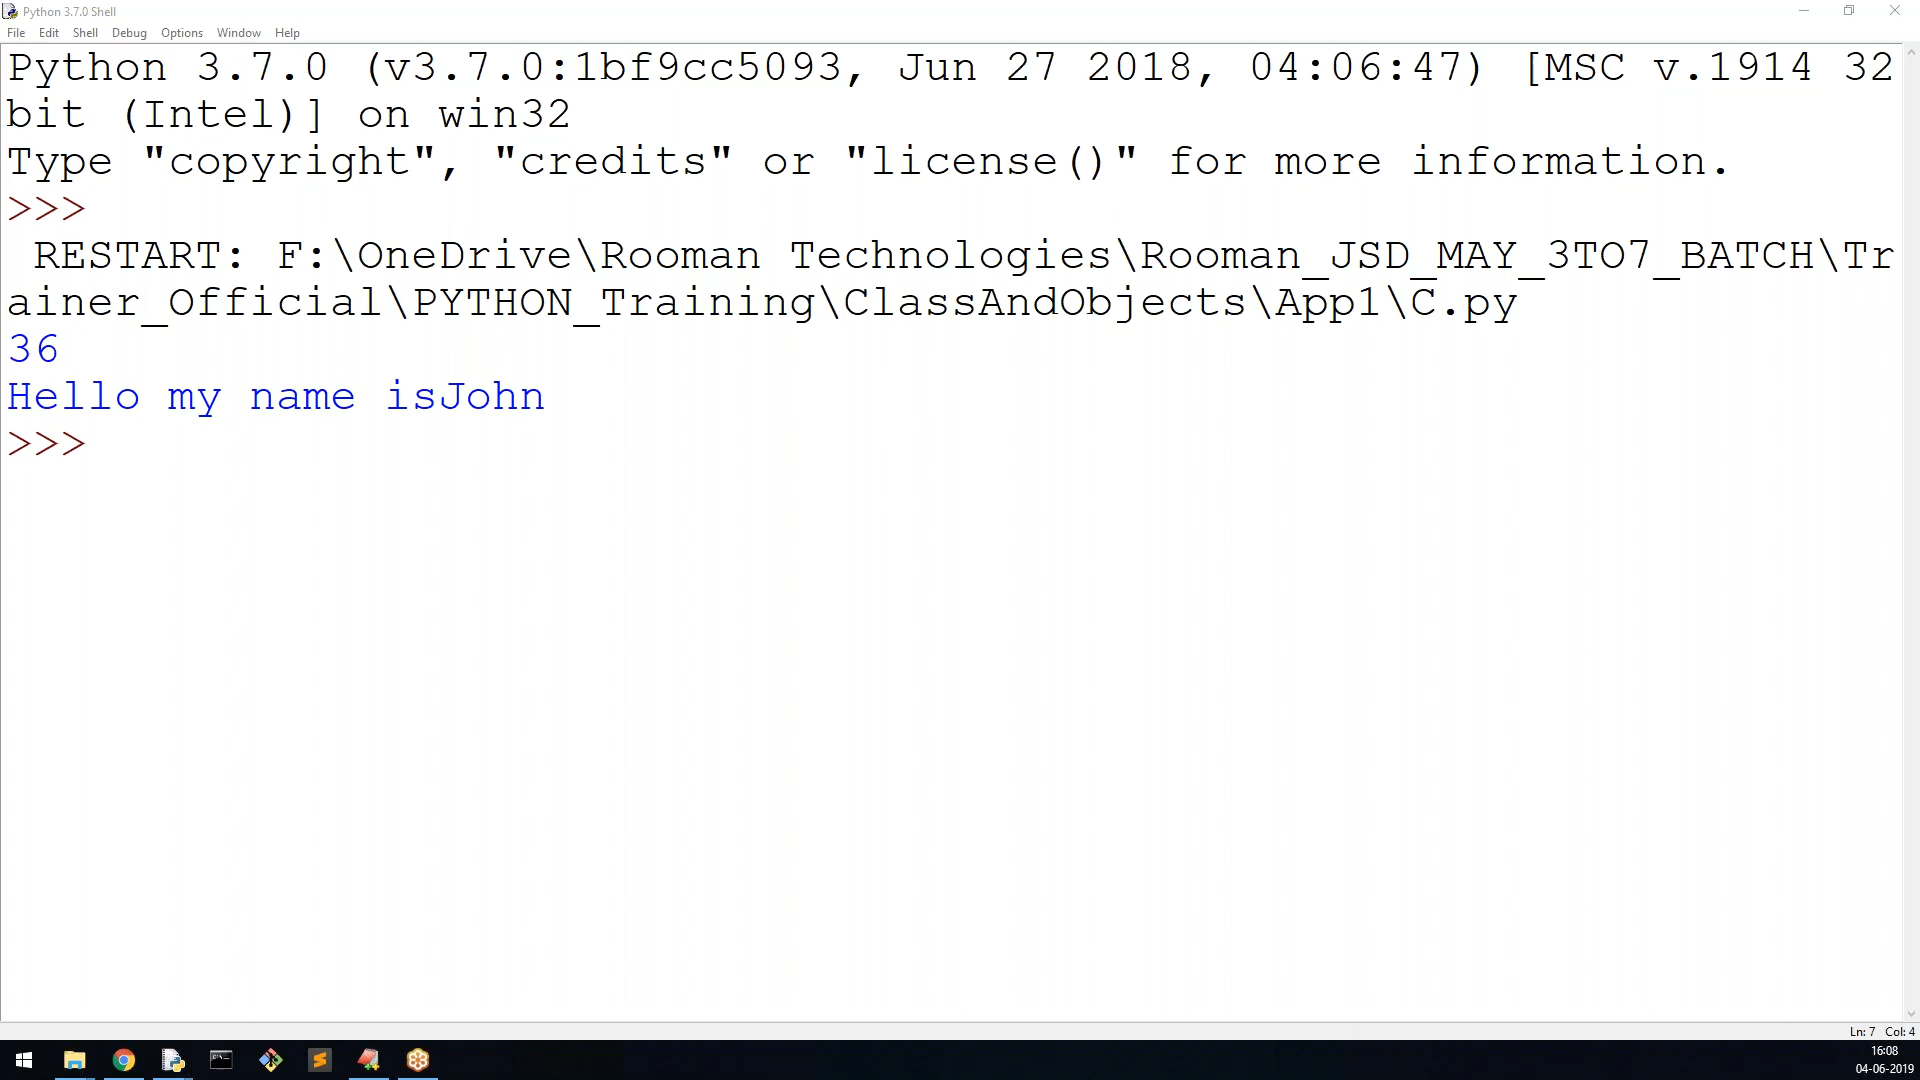 Python 3.7.0 Shell
File Edit Shell Debug Options Window Help
Python 3.7.0 (v3.7.0:1bf9cc5093, Jun 27 2018, 04:06:47) [MSC v.1914 32
bit (Intel)] on win32
Type "copyright", "credits" or "license()" for more information.
>>>
RESTART: F:\OneDrive\Rooman Technologies\Rooman_JSD_MAY_3TO7_BATCH\Tr
ainer_Official\PYTHON_Training\ClassAndObjects\App1\C.py
36
Hello my name isJohn
>>>
Ln: 7 Col: 4
16:08
04-06-2019